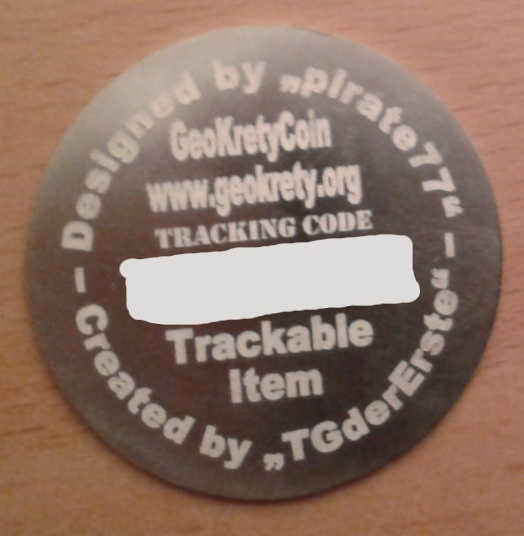 Designed by „pirate77“
GeoKretyCoin
www.geokrety.org
TRACKING CODE
Trackable
Item
– Created by „TGderErste“ –